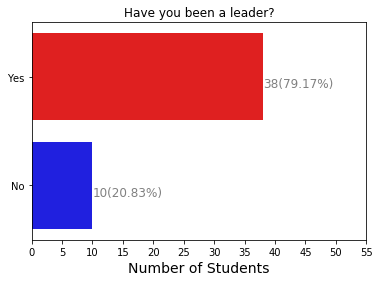 Have you been a leader?
Yes
38(79.17%)
No
10(20.83%)
0 5 10 15 20 25 30 35 40 45 50 55
Number of Students